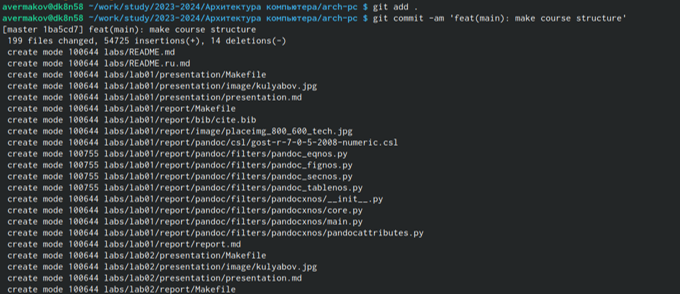 avermakov@dk8n58 ~/work/study/2023-2024/Архитектура компьютера/arch-pc $ git add .
avermakov@dk8n58 ~/work/study/2023-2024/Архитектура компьютера/arch-pc $ git commit -am 'feat(main): make course structure'
[master 1ba5cd7] feat(main): make course structure
199 files changed, 54725 insertions(+), 14 deletions(-)
create mode 100644 labs/README.md
create mode 100644 labs/README.ru.md
create mode 100644 labs/lab01/presentation/Makefile
create mode 100644 labs/lab01/presentation/image/kulyabov.jpg
create mode 100644 labs/lab01/presentation/presentation.md
create mode 100644 labs/lab01/report/Makefile
create mode 100644 labs/lab01/report/bib/cite.bib
create mode 100644 labs/lab01/report/image/placeimg_800_600_tech.jpg
create mode 100644 labs/lab01/report/pandoc/csl/gost-r-7-0-5-2008-numeric.csl
create mode 100755 labs/lab01/report/pandoc/filters/pandoc_eqnos.py
create mode 100755 labs/lab01/report/pandoc/filters/pandoc_fignos.py
create mode 100755 labs/lab01/report/pandoc/filters/pandoc_secnos.py
create mode 100755 labs/lab01/report/pandoc/filters/pandoc_tablenos.py
create mode 100644 labs/lab01/report/pandoc/filters/pandocxnos/__init__.py
create mode 100644 labs/lab01/report/pandoc/filters/pandocxnos/core.py
create mode 100644 labs/lab01/report/pandoc/filters/pandocxnos/main.py
create mode 100644 labs/lab01/report/pandoc/filters/pandocxnos/pandocattributes.py
create mode 100644 labs/lab01/report/report.md
create mode 100644 labs/lab02/presentation/Makefile
create mode 100644 labs/lab02/presentation/image/kulyabov.jpg
create mode 100644 labs/lab02/presentation/presentation.md
create mode 100644 labs/lab02/report/Makefile